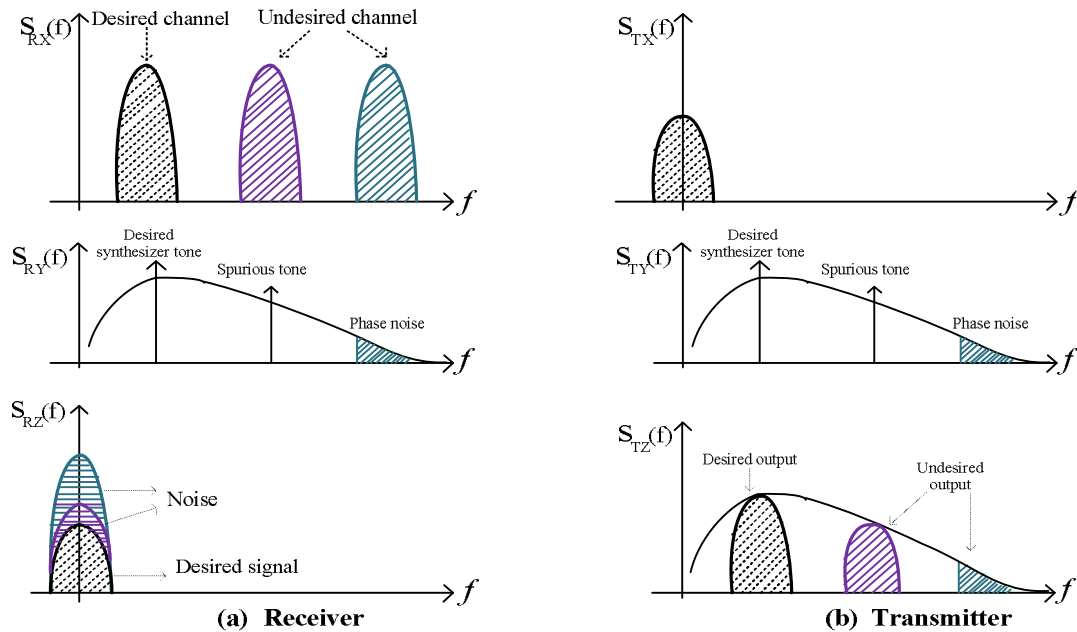 S_RX(f)
Desired channel
Undesired channel
f
S_RY(f)
Desired
synthesizer tone
Spurious tone
Phase noise
f
S_RZ(f)
Noise
Desired signal
f
(a) Receiver
S_TX(f)
f
S_TY(f)
Desired
synthesizer tone
Spurious tone
Phase noise
f
S_TZ(f)
Desired output
Undesired
output
f
(b) Transmitter